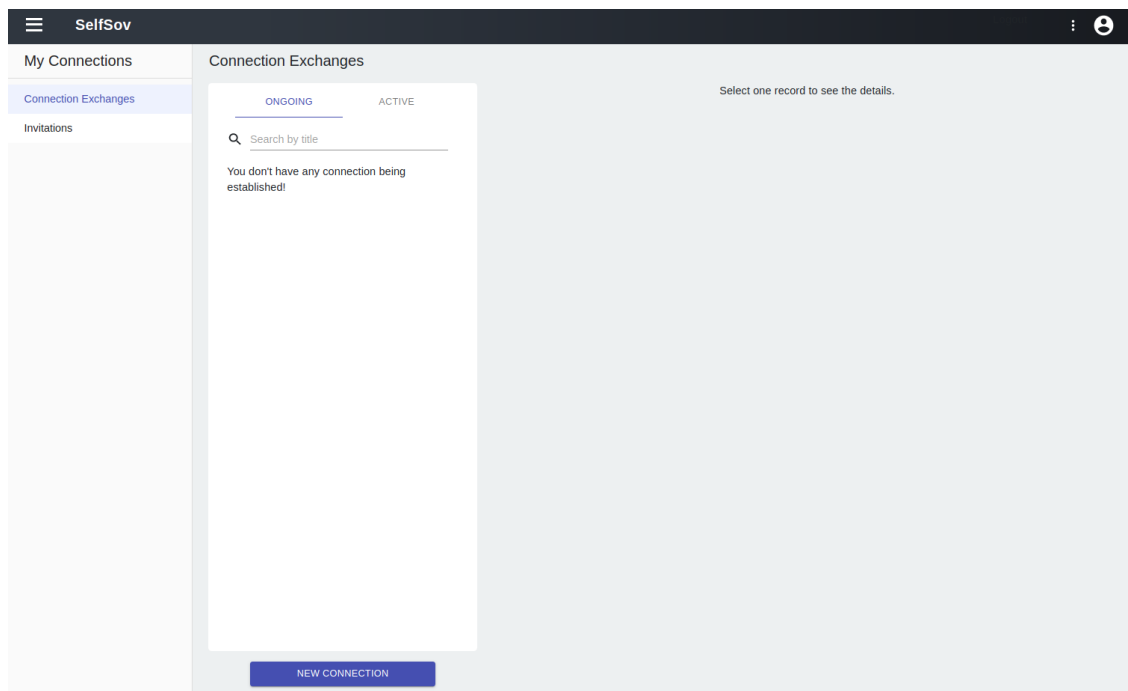 SelfSov
My Connections
Connection Exchanges
Invitations
Connection Exchanges
ONGOING ACTIVE
Search by title
You don't have any connection being
established!
NEW CONNECTION
Select one record to see the details.